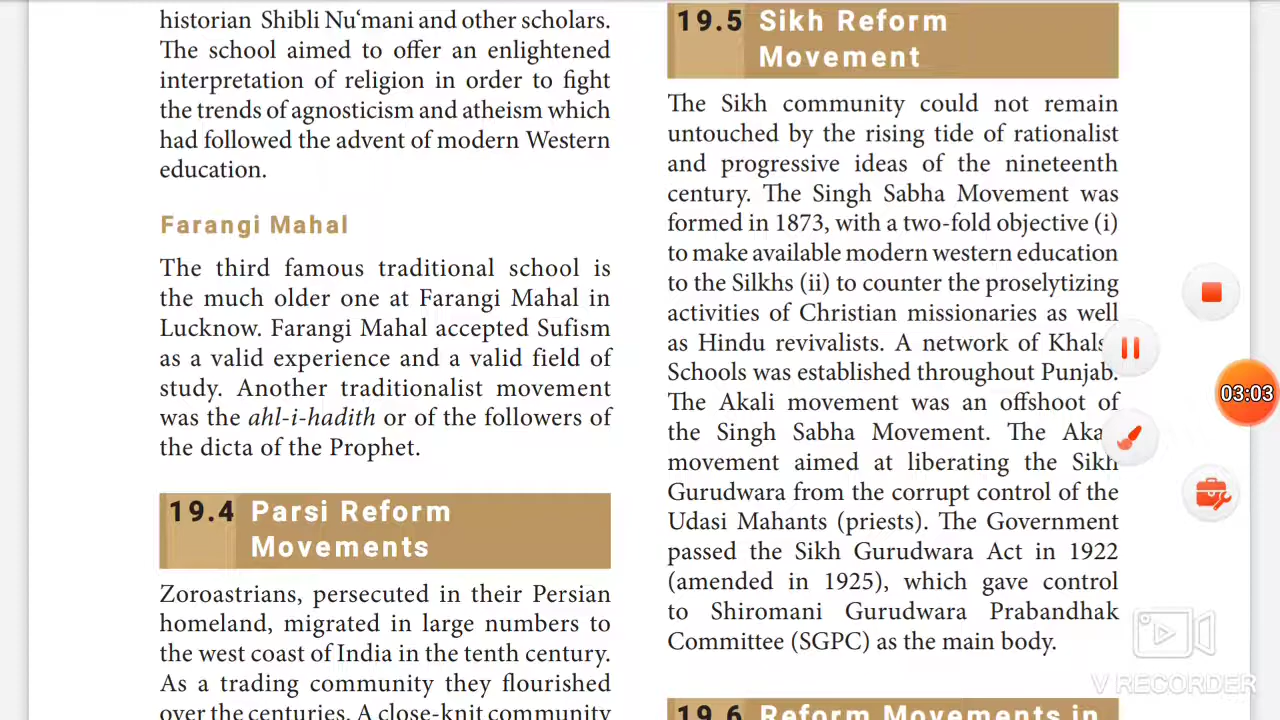 historian Shibli Nu‘mani and other scholars.
The school aimed to offer an enlightened
interpretation of religion in order to fight
the trends of agnosticism and atheism which
had followed the advent of modern Western
education.
Farangi Mahal
The third famous traditional school is
the much older one at Farangi Mahal in
Lucknow. Farangi Mahal accepted Sufism
as a valid experience and a valid field of
study. Another traditionalist movement
was the ahl-i-hadith or of the followers of
the dicta of the Prophet.
19.4 Parsi Reform
Movements
Zoroastrians, persecuted in their Persian
homeland, migrated in large numbers to
the west coast of India in the tenth century.
As a trading community they flourished
over the centuries. A close-knit community
19.5 Sikh Reform
Movement
The Sikh community could not remain
untouched by the rising tide of rationalist
and progressive ideas of the nineteenth
century. The Singh Sabha Movement was
formed in 1873, with a two-fold objective (i)
to make available modern western education
to the Silkhs (ii) to counter the proselytizing
activities of Christian missionaries as well
as Hindu revivalists. A network of Khals
Schools was established throughout Punjab.
The Akali movement was an offshoot of
the Singh Sabha Movement. The Aka
movement aimed at liberating the Sikh
Gurudwara from the corrupt control of the
Udasi Mahants (priests). The Government
passed the Sikh Gurudwara Act in 1922
(amended in 1925), which gave control
to Shiromani Gurudwara Prabandhak
Committee (SGPC) as the main body.
19.6 Reform Movements in
03:03
V RECORDER